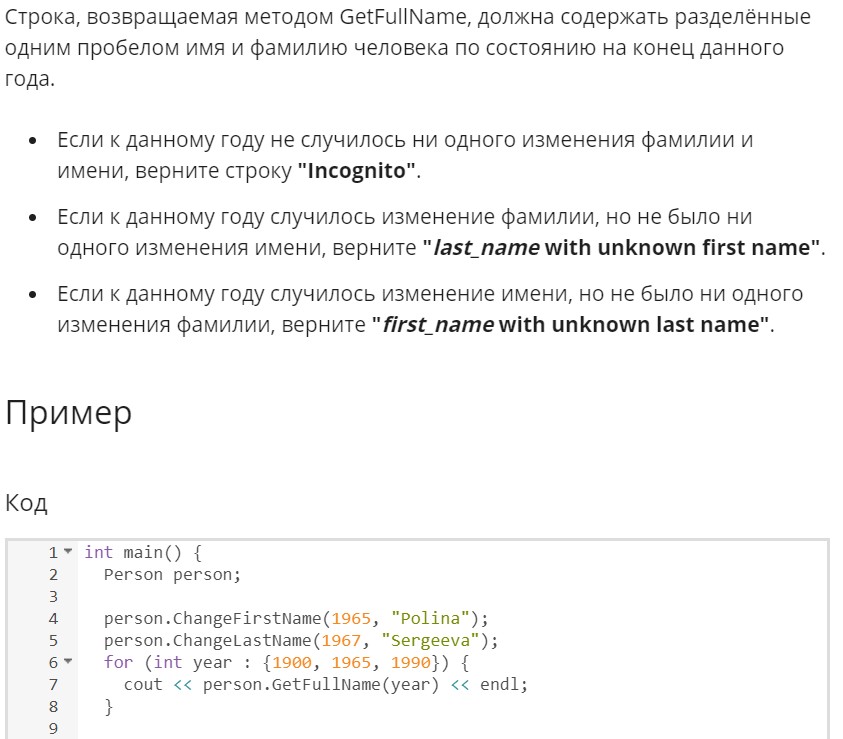 Строка, возвращаемая методом GetFullName, должна содержать разделённые
одним пробелом имя и фамилию человека по состоянию на конец данного
года.
• Если к данному году не случилось ни одного изменения фамилии и
имени, верните строку "Incognito".
• Если к данному году случилось изменение фамилии, но не было ни
одного изменения имени, верните "last_name with unknown first name".
• Если к данному году случилось изменение имени, но не было ни одного
изменения фамилии, верните "first_name with unknown last name".
Пример
Код
1 int main() {
2 Person person;
3
4 person.ChangeFirstName(1965, "Polina");
5 person.ChangeLastName(1967, "Sergeeva");
6 for (int year : {1900, 1965, 1990}) {
7 cout << person.GetFullName(year) << endl;
8 }
9